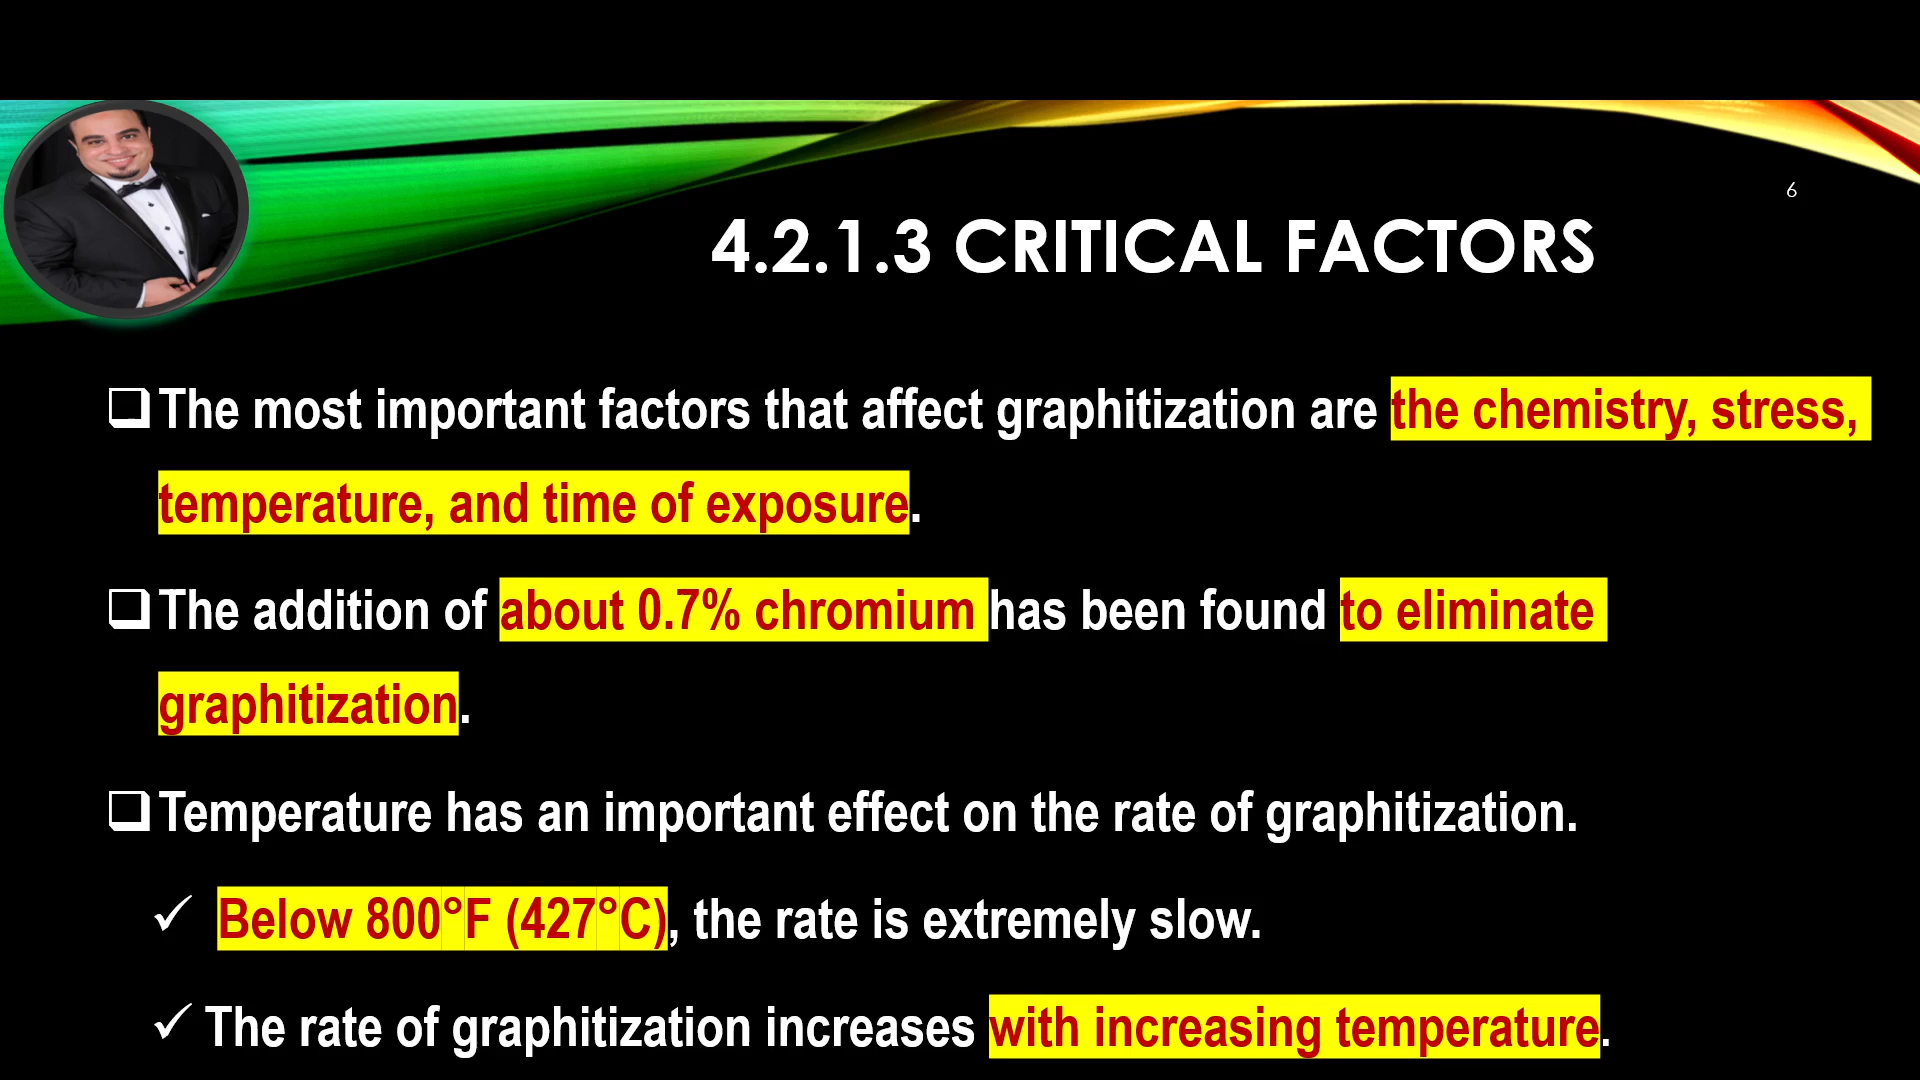 6
4.2.1.3 CRITICAL FACTORS
The most important factors that affect graphitization are the chemistry, stress,
temperature, and time of exposure.
The addition of about 0.7% chromium has been found to eliminate
graphitization.
Temperature has an important effect on the rate of graphitization.
Below 800°F (427°C), the rate is extremely slow.
The rate of graphitization increases with increasing temperature.